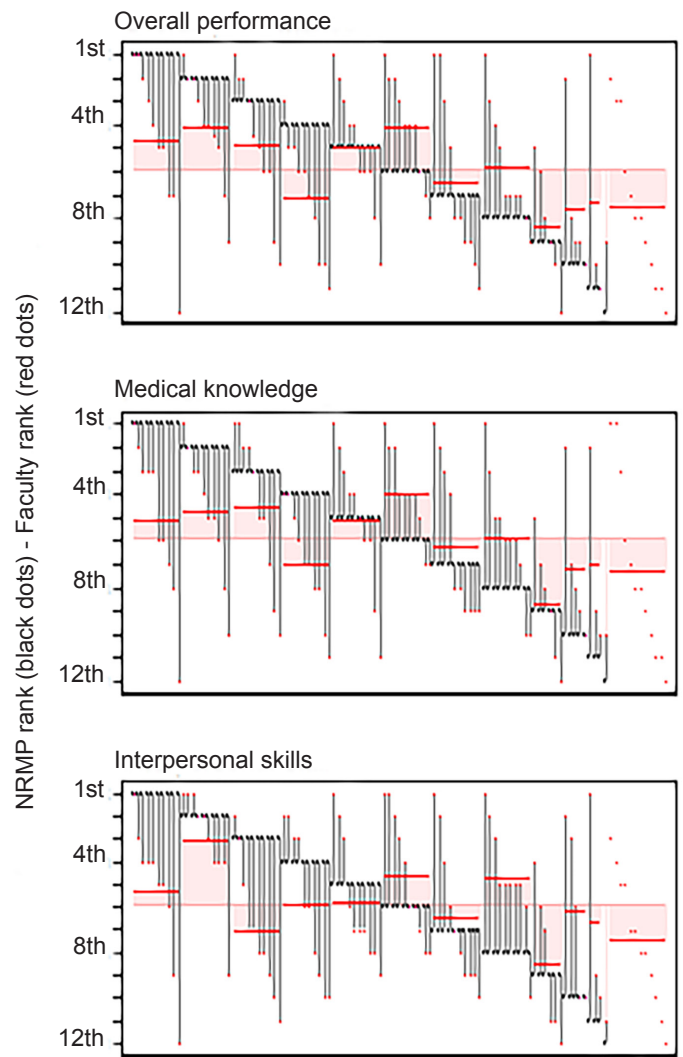 Overall performance
1st
4th
8th
12th
Medical knowledge
1st
4th
8th
12th
Interpersonal skills
1st
4th
8th
12th
NRMP rank (black dots) - Faculty rank (red dots)